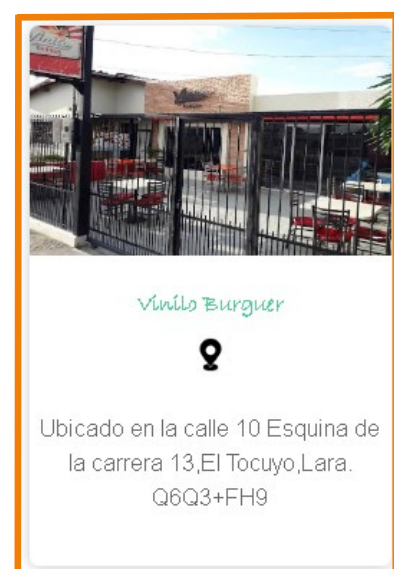 Vinilo Burguer
Ubicado en la calle 10 Esquina de
la carrera 13,El Tocuyo,Lara.
Q6Q3+FH9